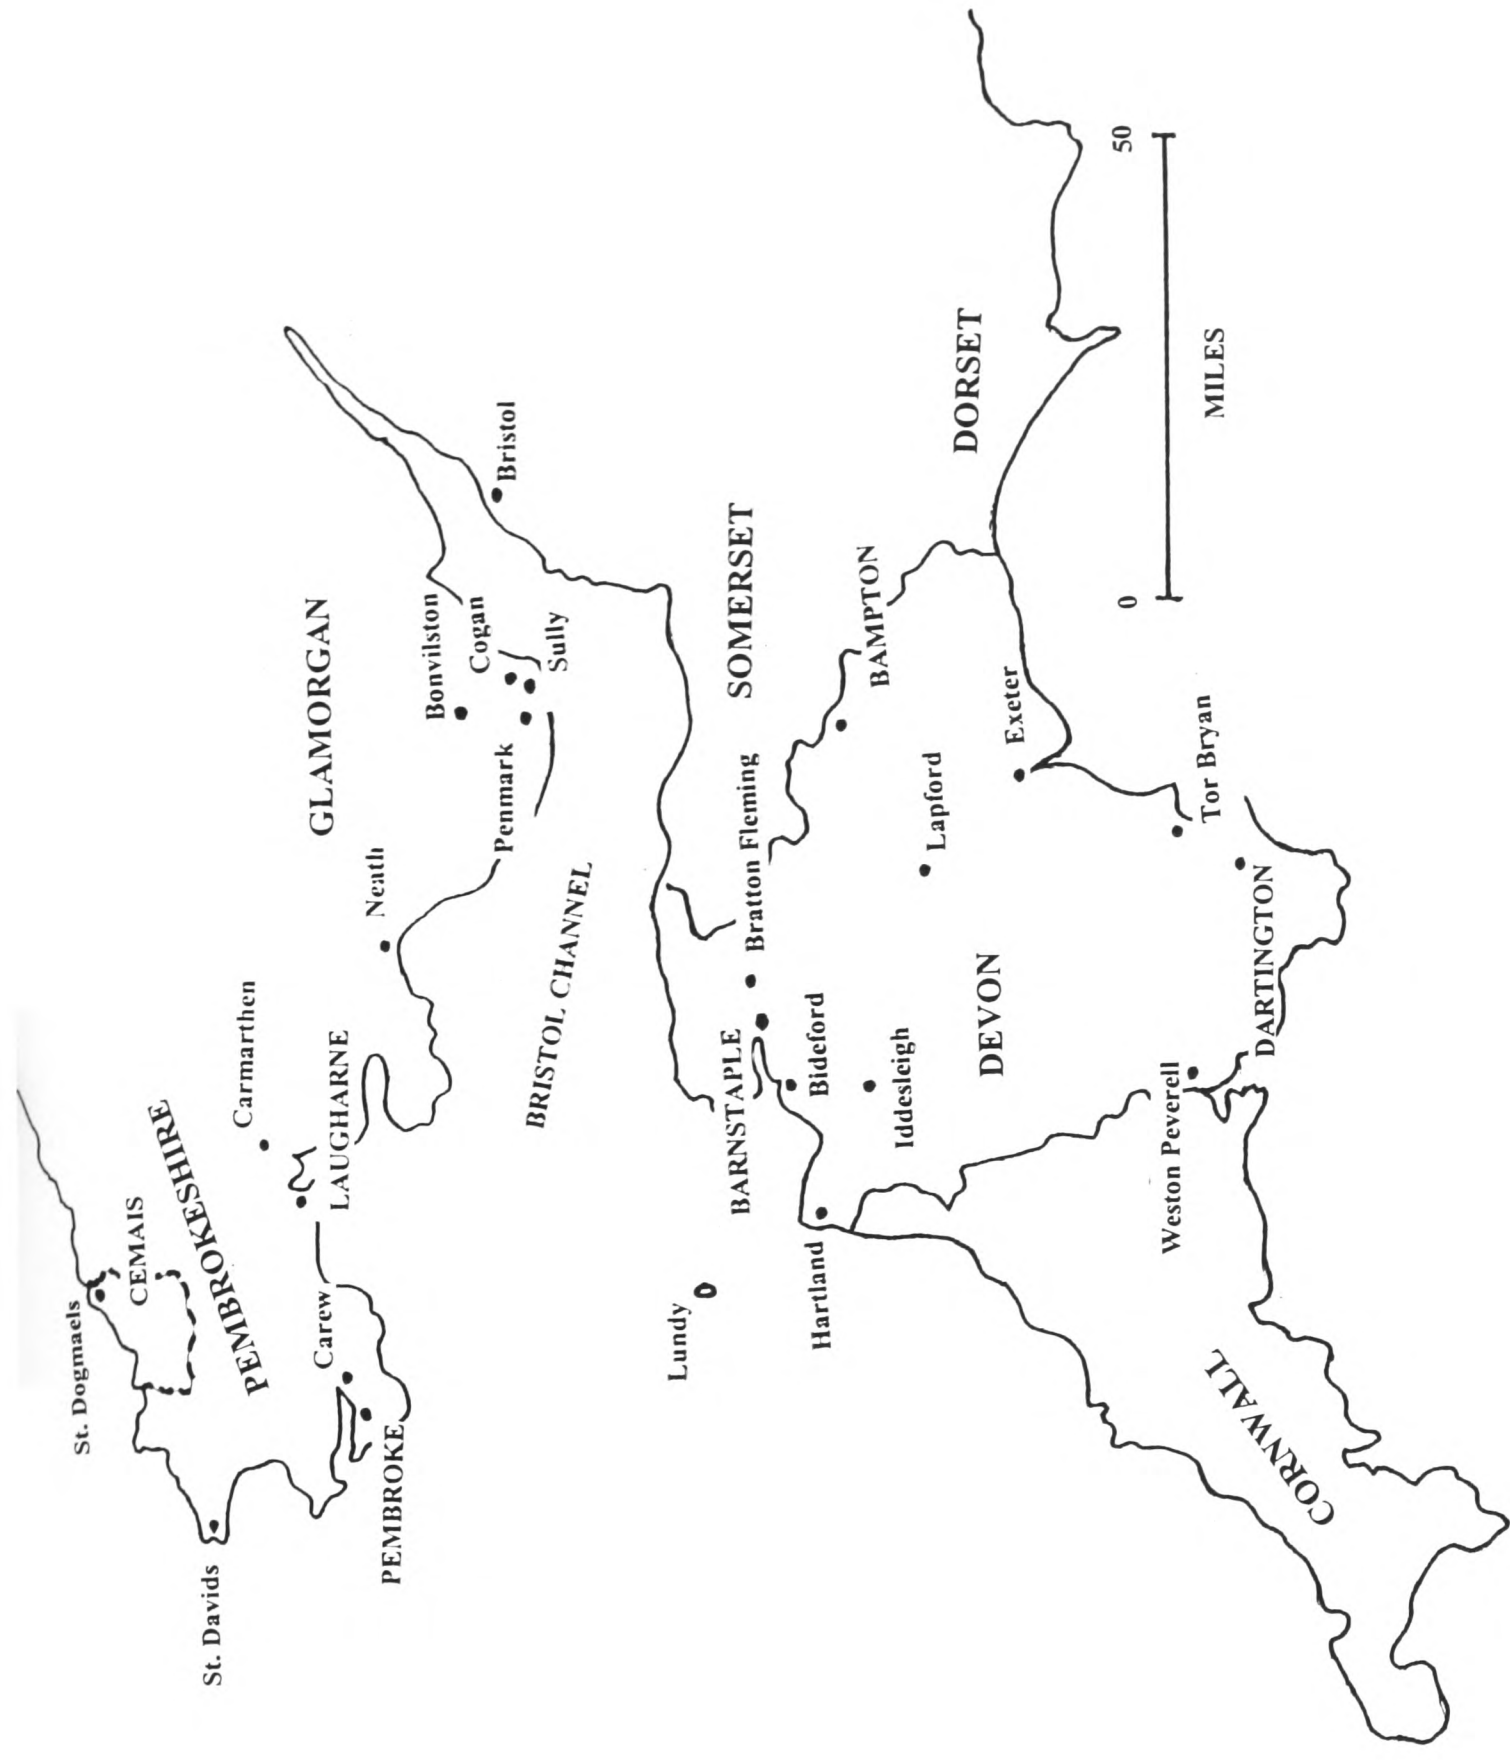 St. Dogmaels
CEMAIS
PEMBROKESHIRE
St. Davids
Carmarthen
LAUGHARNE
Carew
PEMBROKE
Neath
GLAMORGAN
Bonvilston
Cogan
Sully
Penmark
Bristol
BRISTOL CHANNEL
Lundy
BARNSTAPLE
Bratton Fleming
SOMERSET
Bideford
Hartland
Iddesleigh
Lapford
BAMPTON
DEVON
Exeter
DORSET
Weston Peverell
Tor Bryan
DARTINGTON
CORNWALL
0
50
MILES